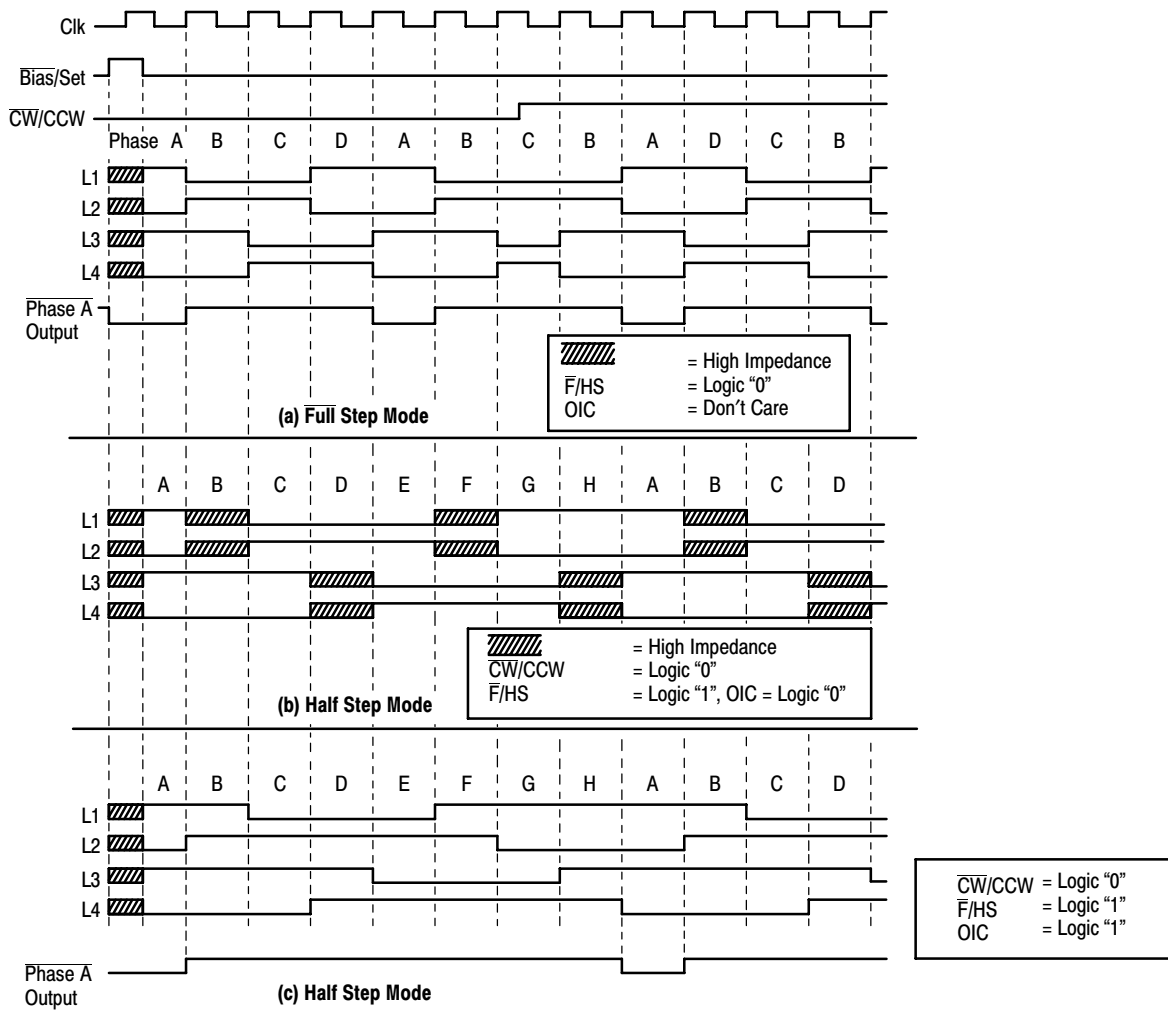 Clk
Bias/Set
CW/CCW
Phase A B C D A B C B A D C B
L1
L2
L3
L4
Phase A
Output
= High Impedance
F/HS = Logic “0”
OIC = Don′t Care
(a) Full Step Mode
A B C D E F G H A B C D
L1
L2
L3
L4
= High Impedance
CW/CCW = Logic “0”
F/HS = Logic “1”, OIC = Logic “0”
(b) Half Step Mode
A B C D E F G H A B C D
L1
L2
L3
L4
CW/CCW = Logic “0”
F/HS = Logic “1”
OIC = Logic “1”
Phase A
Output
(c) Half Step Mode